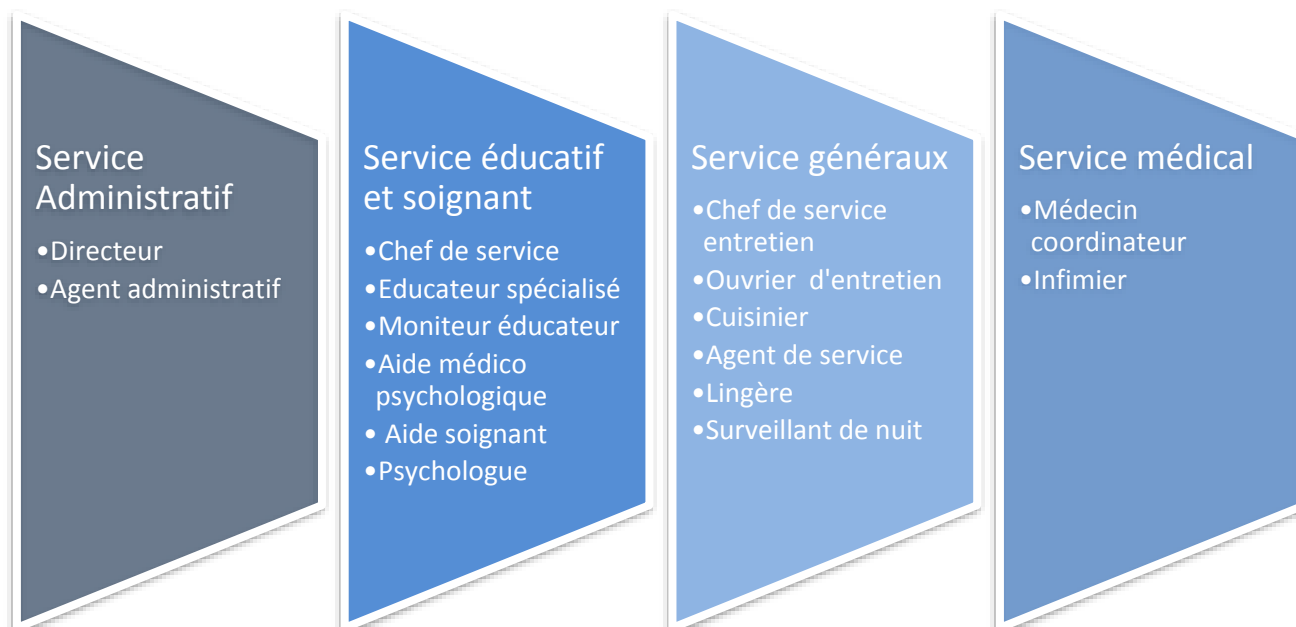 Service
Administratif
•Directeur
•Agent administratif
Service éducatif
et soignant
•Chef de service
•Educateur spécialisé
•Moniteur éducateur
•Aide médico
psychologique
• Aide soignant
•Psychologue
Service généraux
•Chef de service
entretien
•Ouvrier d'entretien
•Cuisinier
•Agent de service
•Lingère
•Surveillant de nuit
Service médical
•Médecin
coordinateur
•Infimier